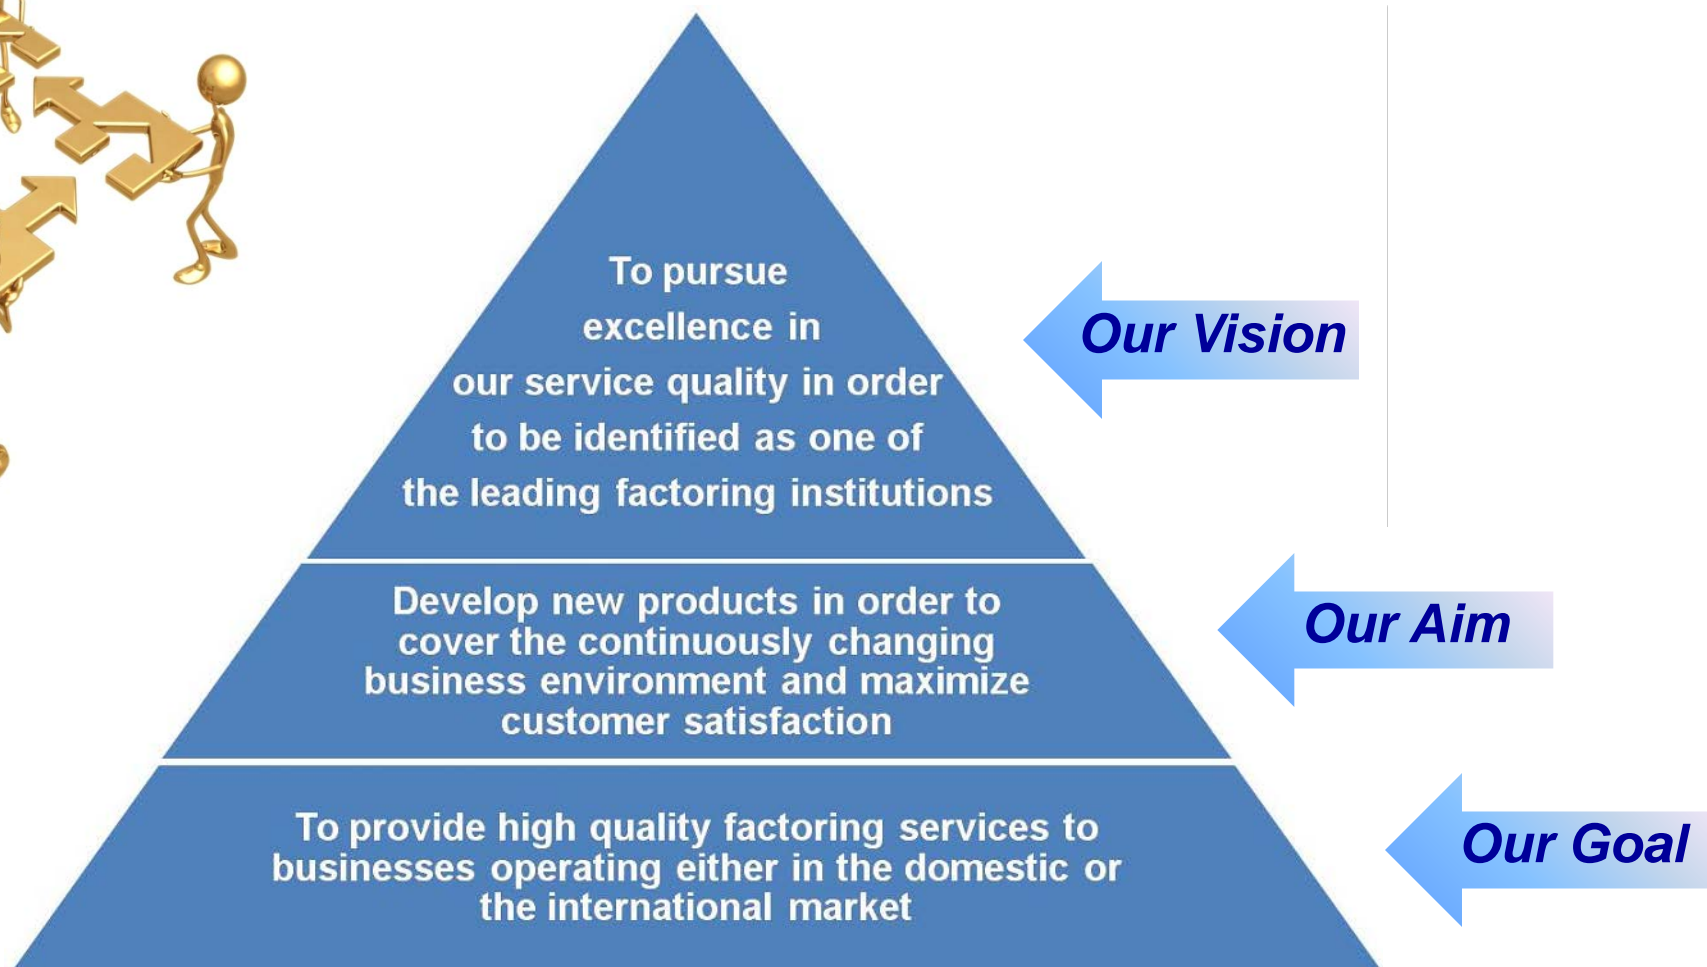 To pursue
excellence in
our service quality in order
to be identified as one of
the leading factoring institutions
Our Vision
Develop new products in order to
cover the continuously changing
business environment and maximize
customer satisfaction
Our Aim
To provide high quality factoring services to
businesses operating either in the domestic or
the international market
Our Goal